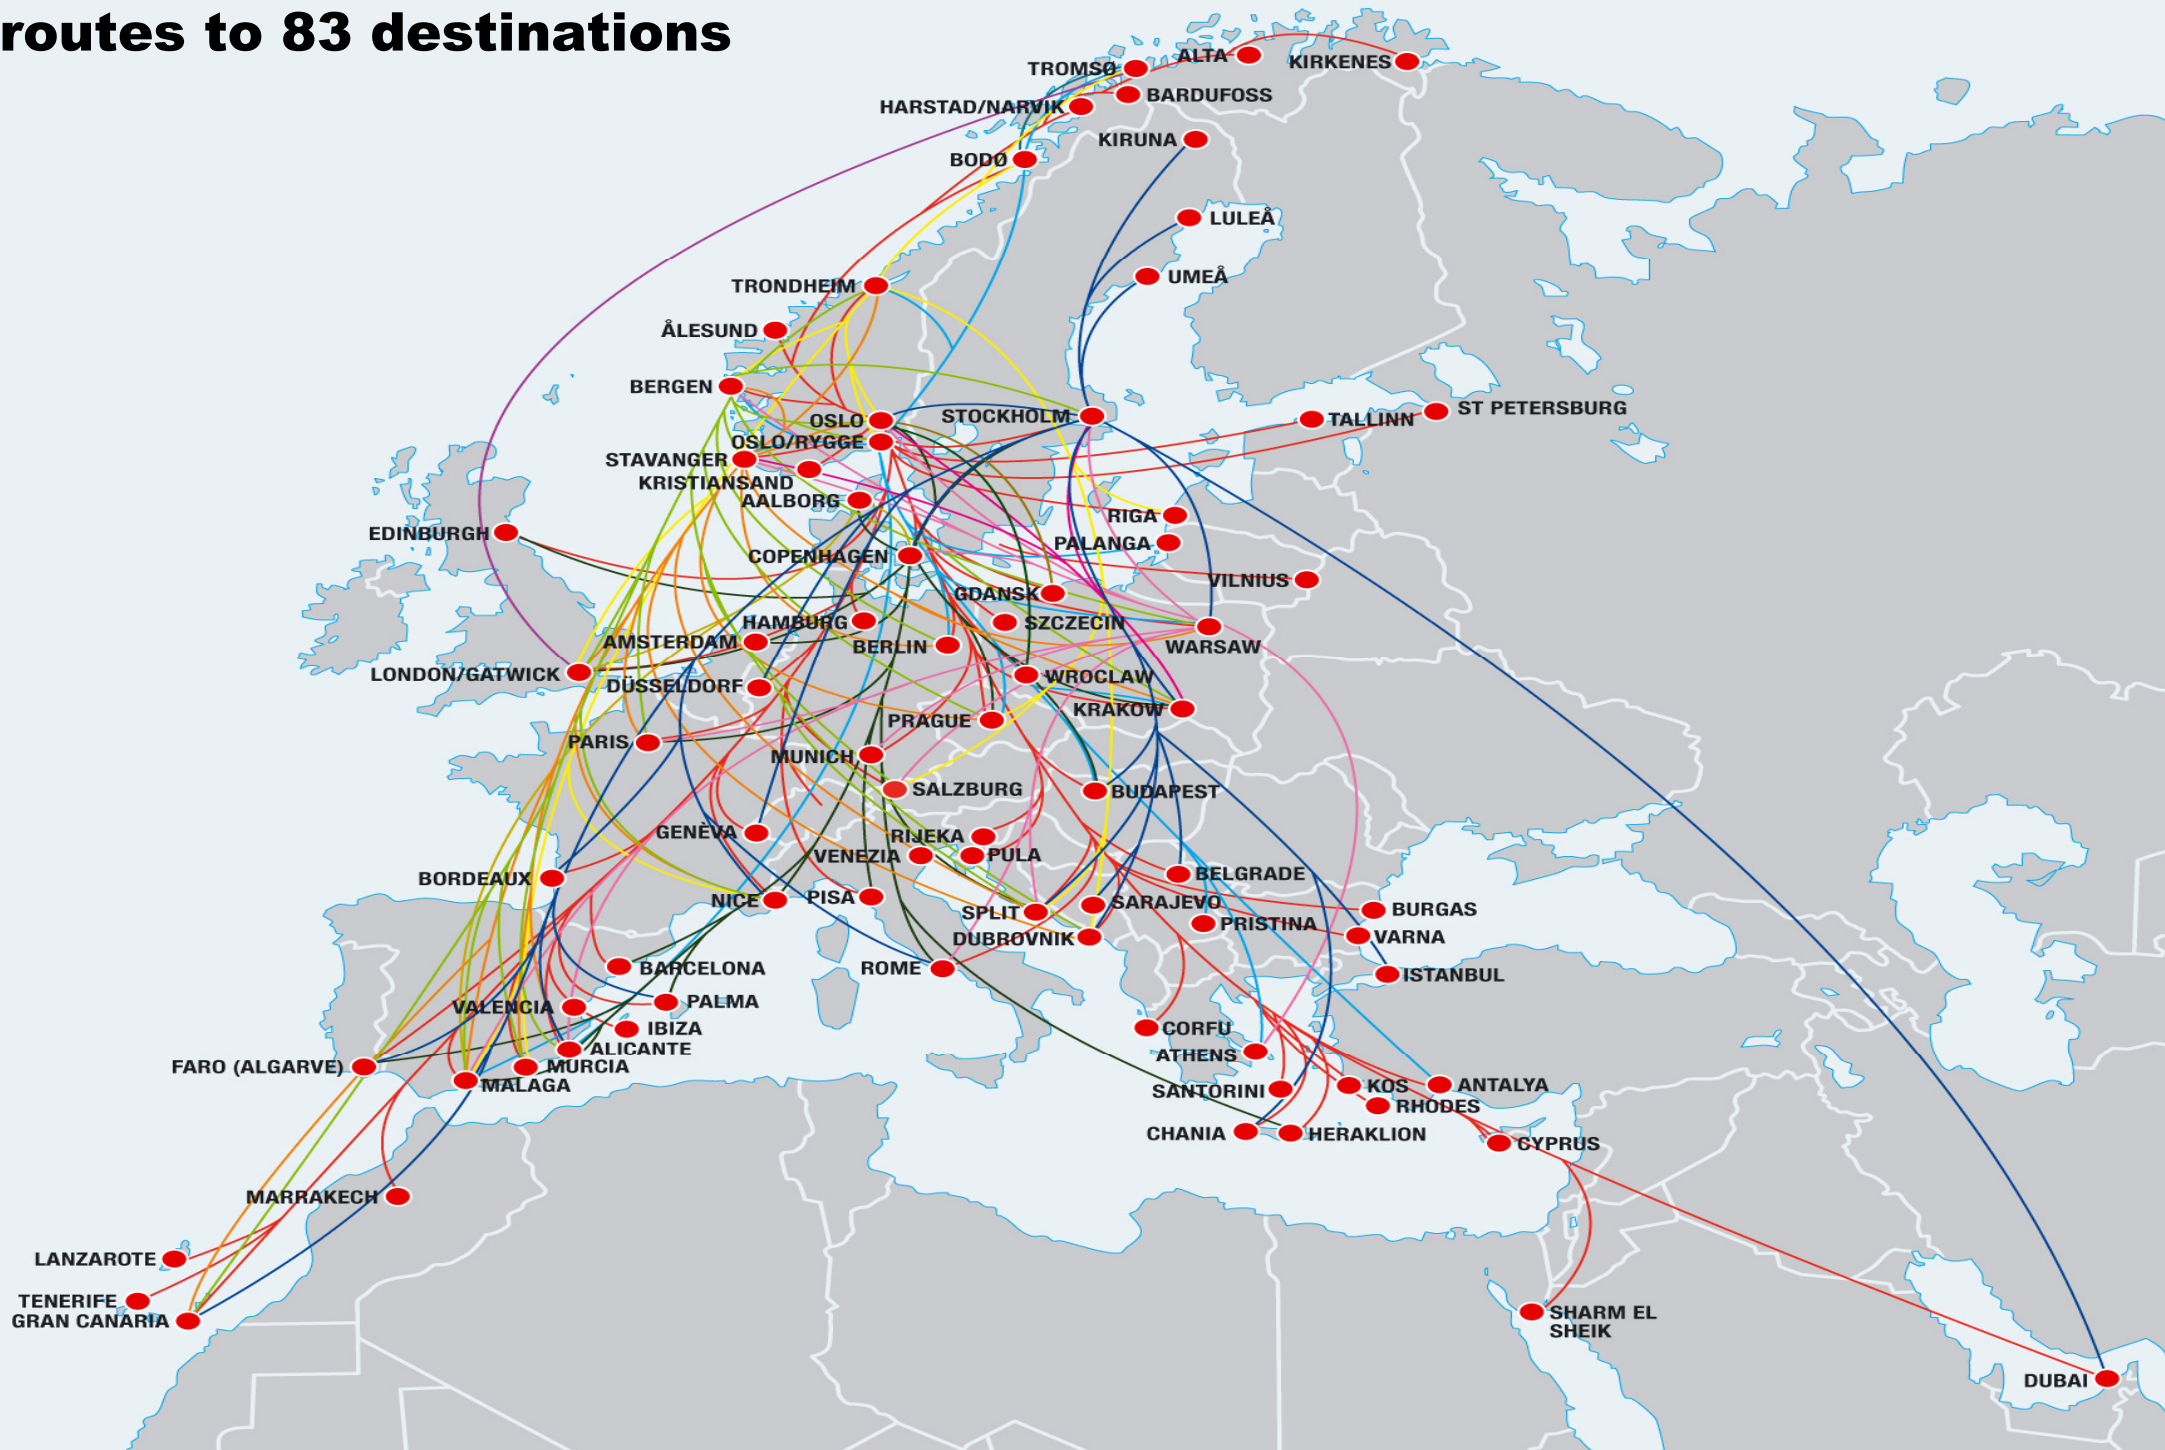 routes to 83 destinations
ALTA
KIRKENES
TROMSØ
BARDUFOSS
HARSTAD/NARVIK
KIRUNA
BODØ
LULEÅ
UMEÅ
TRONDHEIM
ÅLESUND
BERGEN
OSLO
STOCKHOLM
ST PETERSBURG
TALLINN
OSLO/RYGGE
STAVANGER
KRISTIANSAND
AALBORG
RIGA
EDINBURGH
PALANGA
COPENHAGEN
VILNIUS
GDANSK
HAMBURG
SZCZECIN
AMSTERDAM
BERLIN
WARSAW
LONDON/GATWICK
DÜSSELDORF
WROCLAW
KRAKOW
PRAGUE
PARIS
MUNICH
SALZBURG
BUDAPEST
GENÈVA
RIJEKA
VENEZIA
PULA
BORDEAUX
BELGRADE
NICE
PISA
SPLIT
SARAJEVO
BURGAS
PRISTINA
DUBROVNIK
VARNA
BARCELONA
ROME
ISTANBUL
VALENCIA
PALMA
IBIZA
CORFU
ALICANTE
ATHENS
FARO (ALGARVE)
MURCIA
MALAGA
SANTORINI
KOS
ANTALYA
RHODES
CHANIA
HERAKLION
CYPRUS
MARRAKECH
LANZAROTE
TENERIFE
GRAN CANARIA
SHARM EL
SHEIK
DUBAI